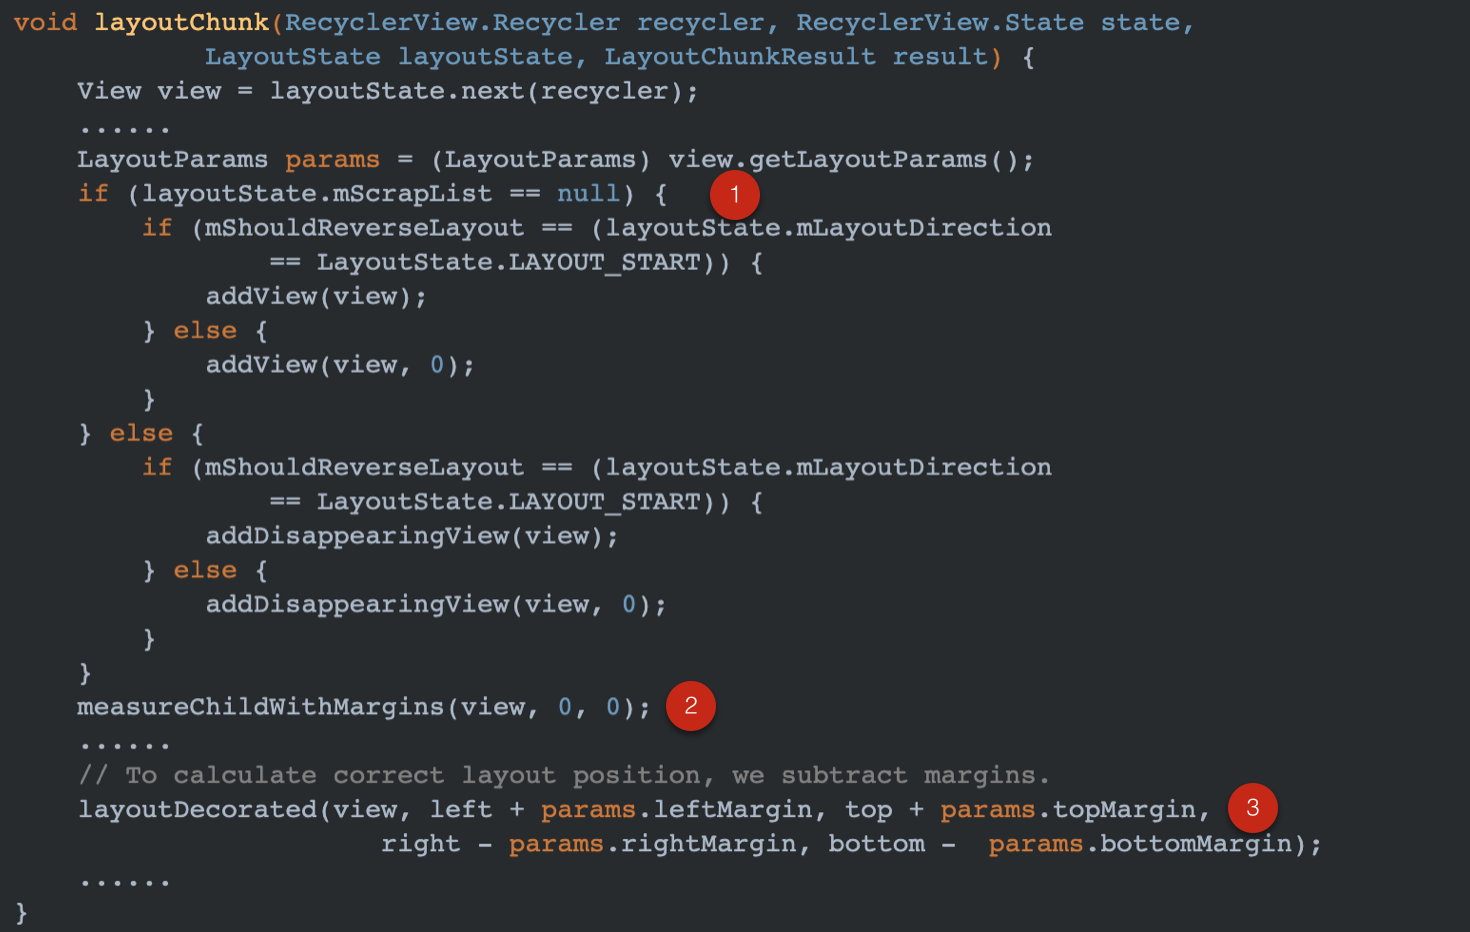 void layoutChunk(RecyclerView.Recycler recycler, RecyclerView.State state,
            LayoutState layoutState, LayoutChunkResult result) {
    View view = layoutState.next(recycler);
    ......
    LayoutParams params = (LayoutParams) view.getLayoutParams();
    if (layoutState.mScrapList == null) { 1
        if (mShouldReverseLayout == (layoutState.mLayoutDirection
                == LayoutState.LAYOUT_START)) {
            addView(view);
        } else {
            addView(view, 0);
        }
    } else {
        if (mShouldReverseLayout == (layoutState.mLayoutDirection
                == LayoutState.LAYOUT_START)) {
            addDisappearingView(view);
        } else {
            addDisappearingView(view, 0);
        }
    }
    measureChildWithMargins(view, 0, 0); 2
    ......
    // To calculate correct layout position, we subtract margins.
    layoutDecorated(view, left + params.leftMargin, top + params.topMargin, 3
                       right - params.rightMargin, bottom -  params.bottomMargin);
    ......
}